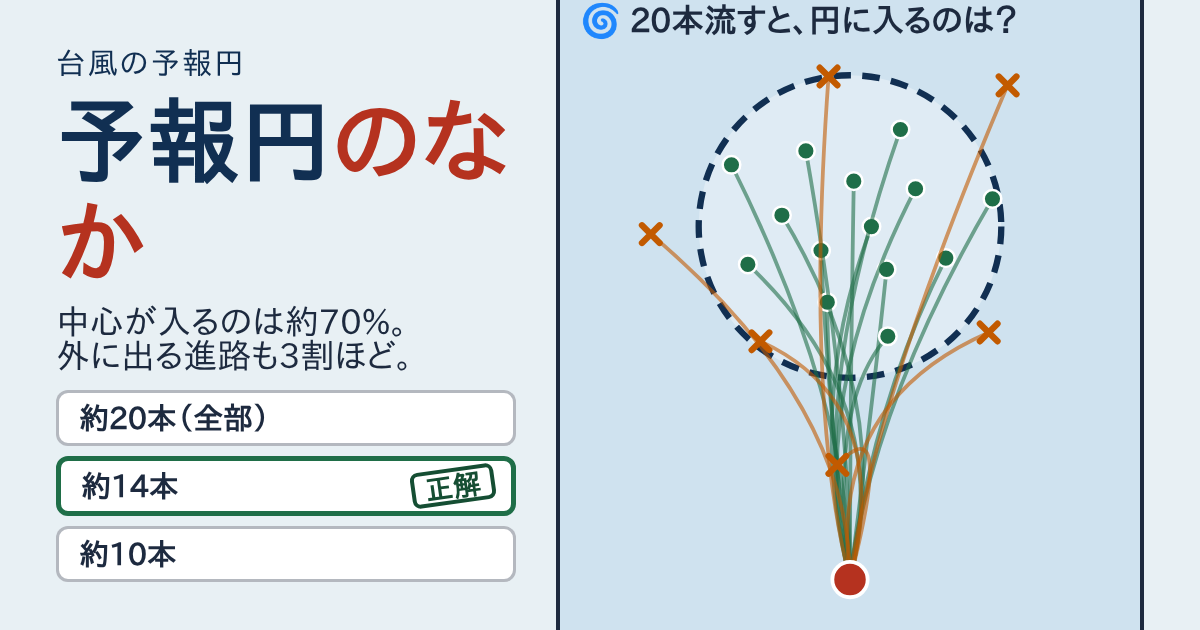 台風の予報円
予報円のな
か
中心が入るのは約70%。
外に出る進路も3割ほど。
約20本(全部)
約14本
正解
約10本
🌀 20本流すと、円に入るのは?